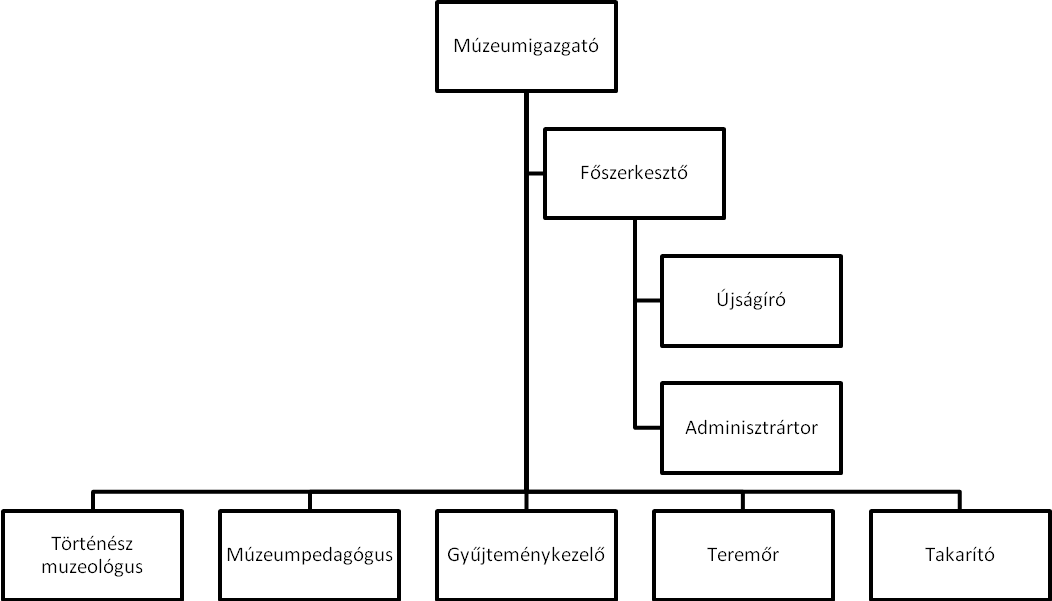 Múzeumigazgató
Főszerkesztő
Újságíró
Adminisztrártor
Történész
muzeológus
Múzeumpedagógus
Gyűjteménykezelő
Teremőr
Takarító